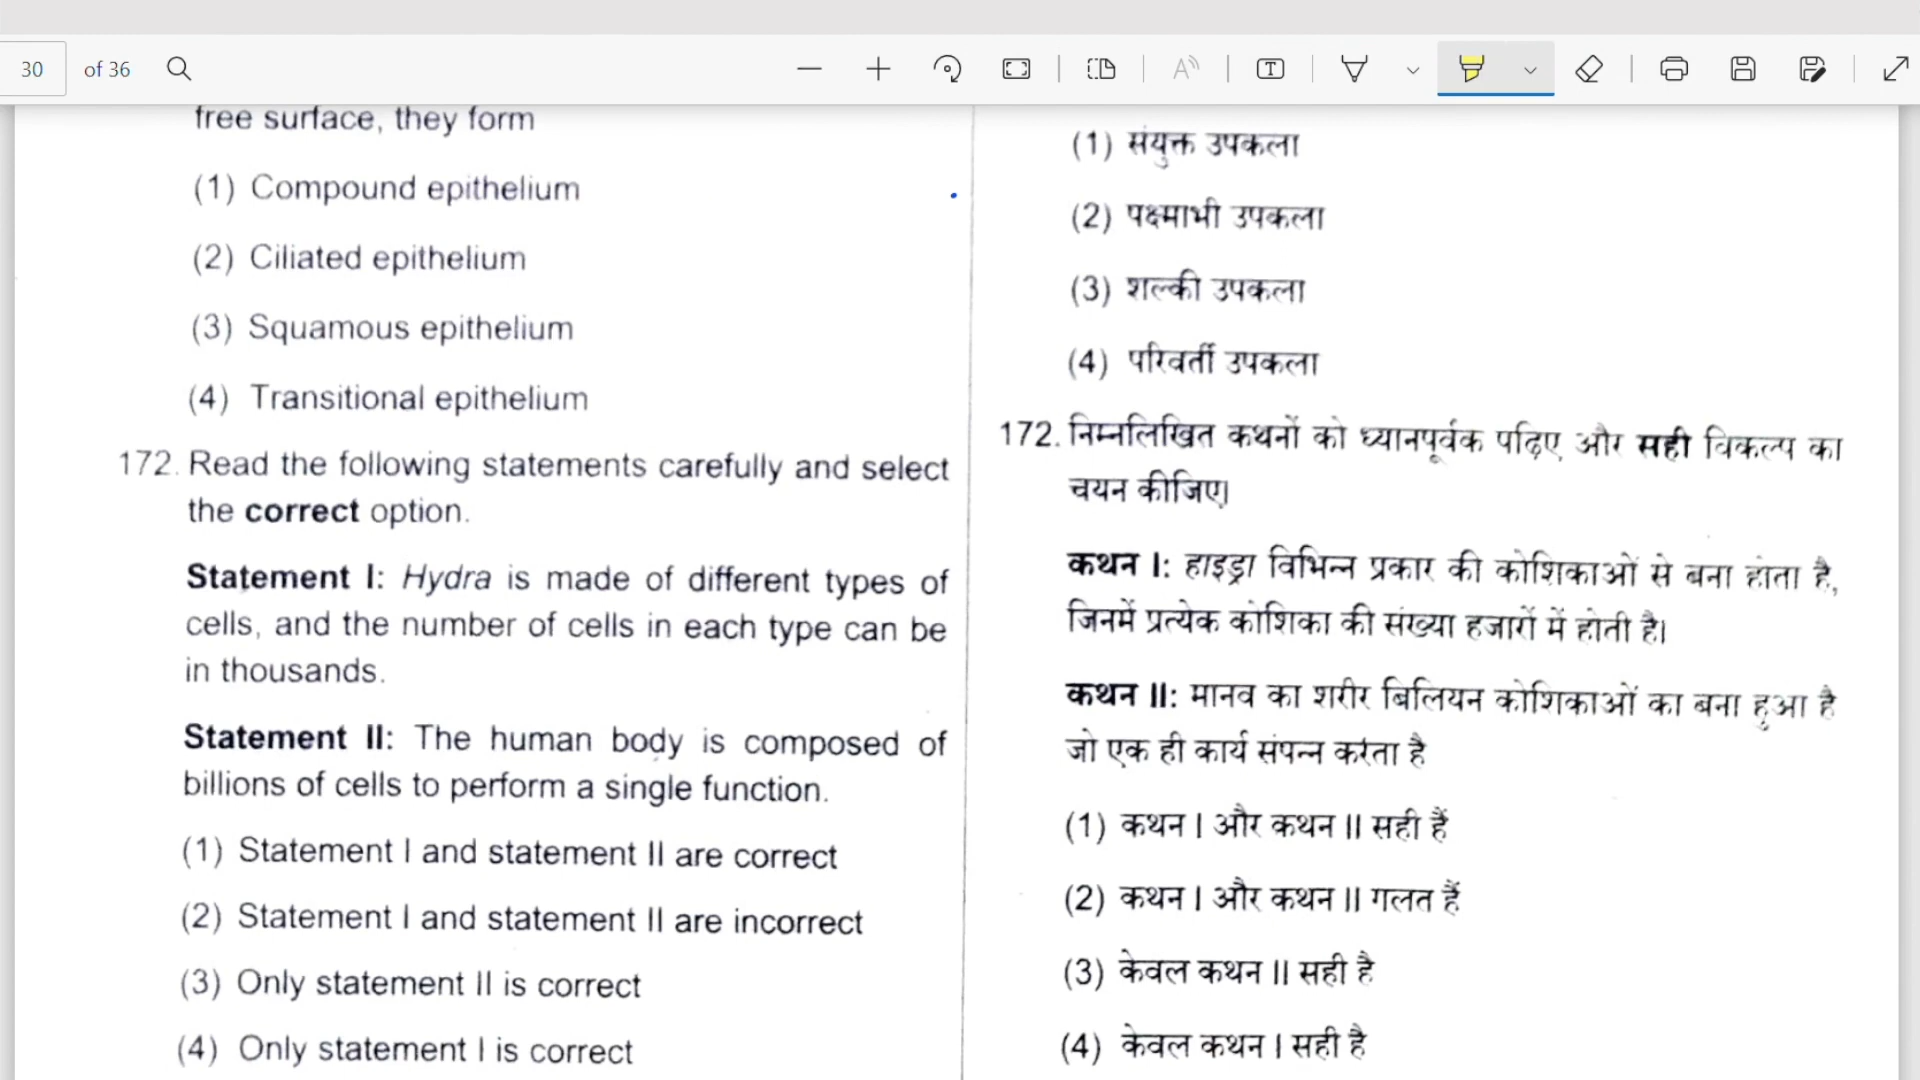 30 of 36
free surface, they form
(1) Compound epithelium
(2) Ciliated epithelium
(3) Squamous epithelium
(4) Transitional epithelium
172. Read the following statements carefully and select
the correct option.
Statement I: Hydra is made of different types of
cells, and the number of cells in each type can be
in thousands.
Statement II: The human body is composed of
billions of cells to perform a single function.
(1) Statement I and statement II are correct
(2) Statement I and statement II are incorrect
(3) Only statement II is correct
(4) Only statement I is correct
(1) संयुक्त उपकला
(2) पक्ष्माभी उपकला
(3) शल्की उपकला
(4) परिवर्ती उपकला
172. निम्नलिखित कथनों को ध्यानपूर्वक पढ़िए और सही विकल्प का
चयन कीजिए।
कथन I: हाइड्रा विभिन्न प्रकार की कोशिकाओं से बना होता है,
जिनमें प्रत्येक कोशिका की संख्या हजारों में होती है।
कथन II: मानव का शरीर बिलियन कोशिकाओं का बना हुआ है
जो एक ही कार्य संपन्न करता है
(1) कथन I और कथन II सही हैं
(2) कथन I और कथन II गलत हैं
(3) केवल कथन II सही है
(4) केवल कथन I सही है